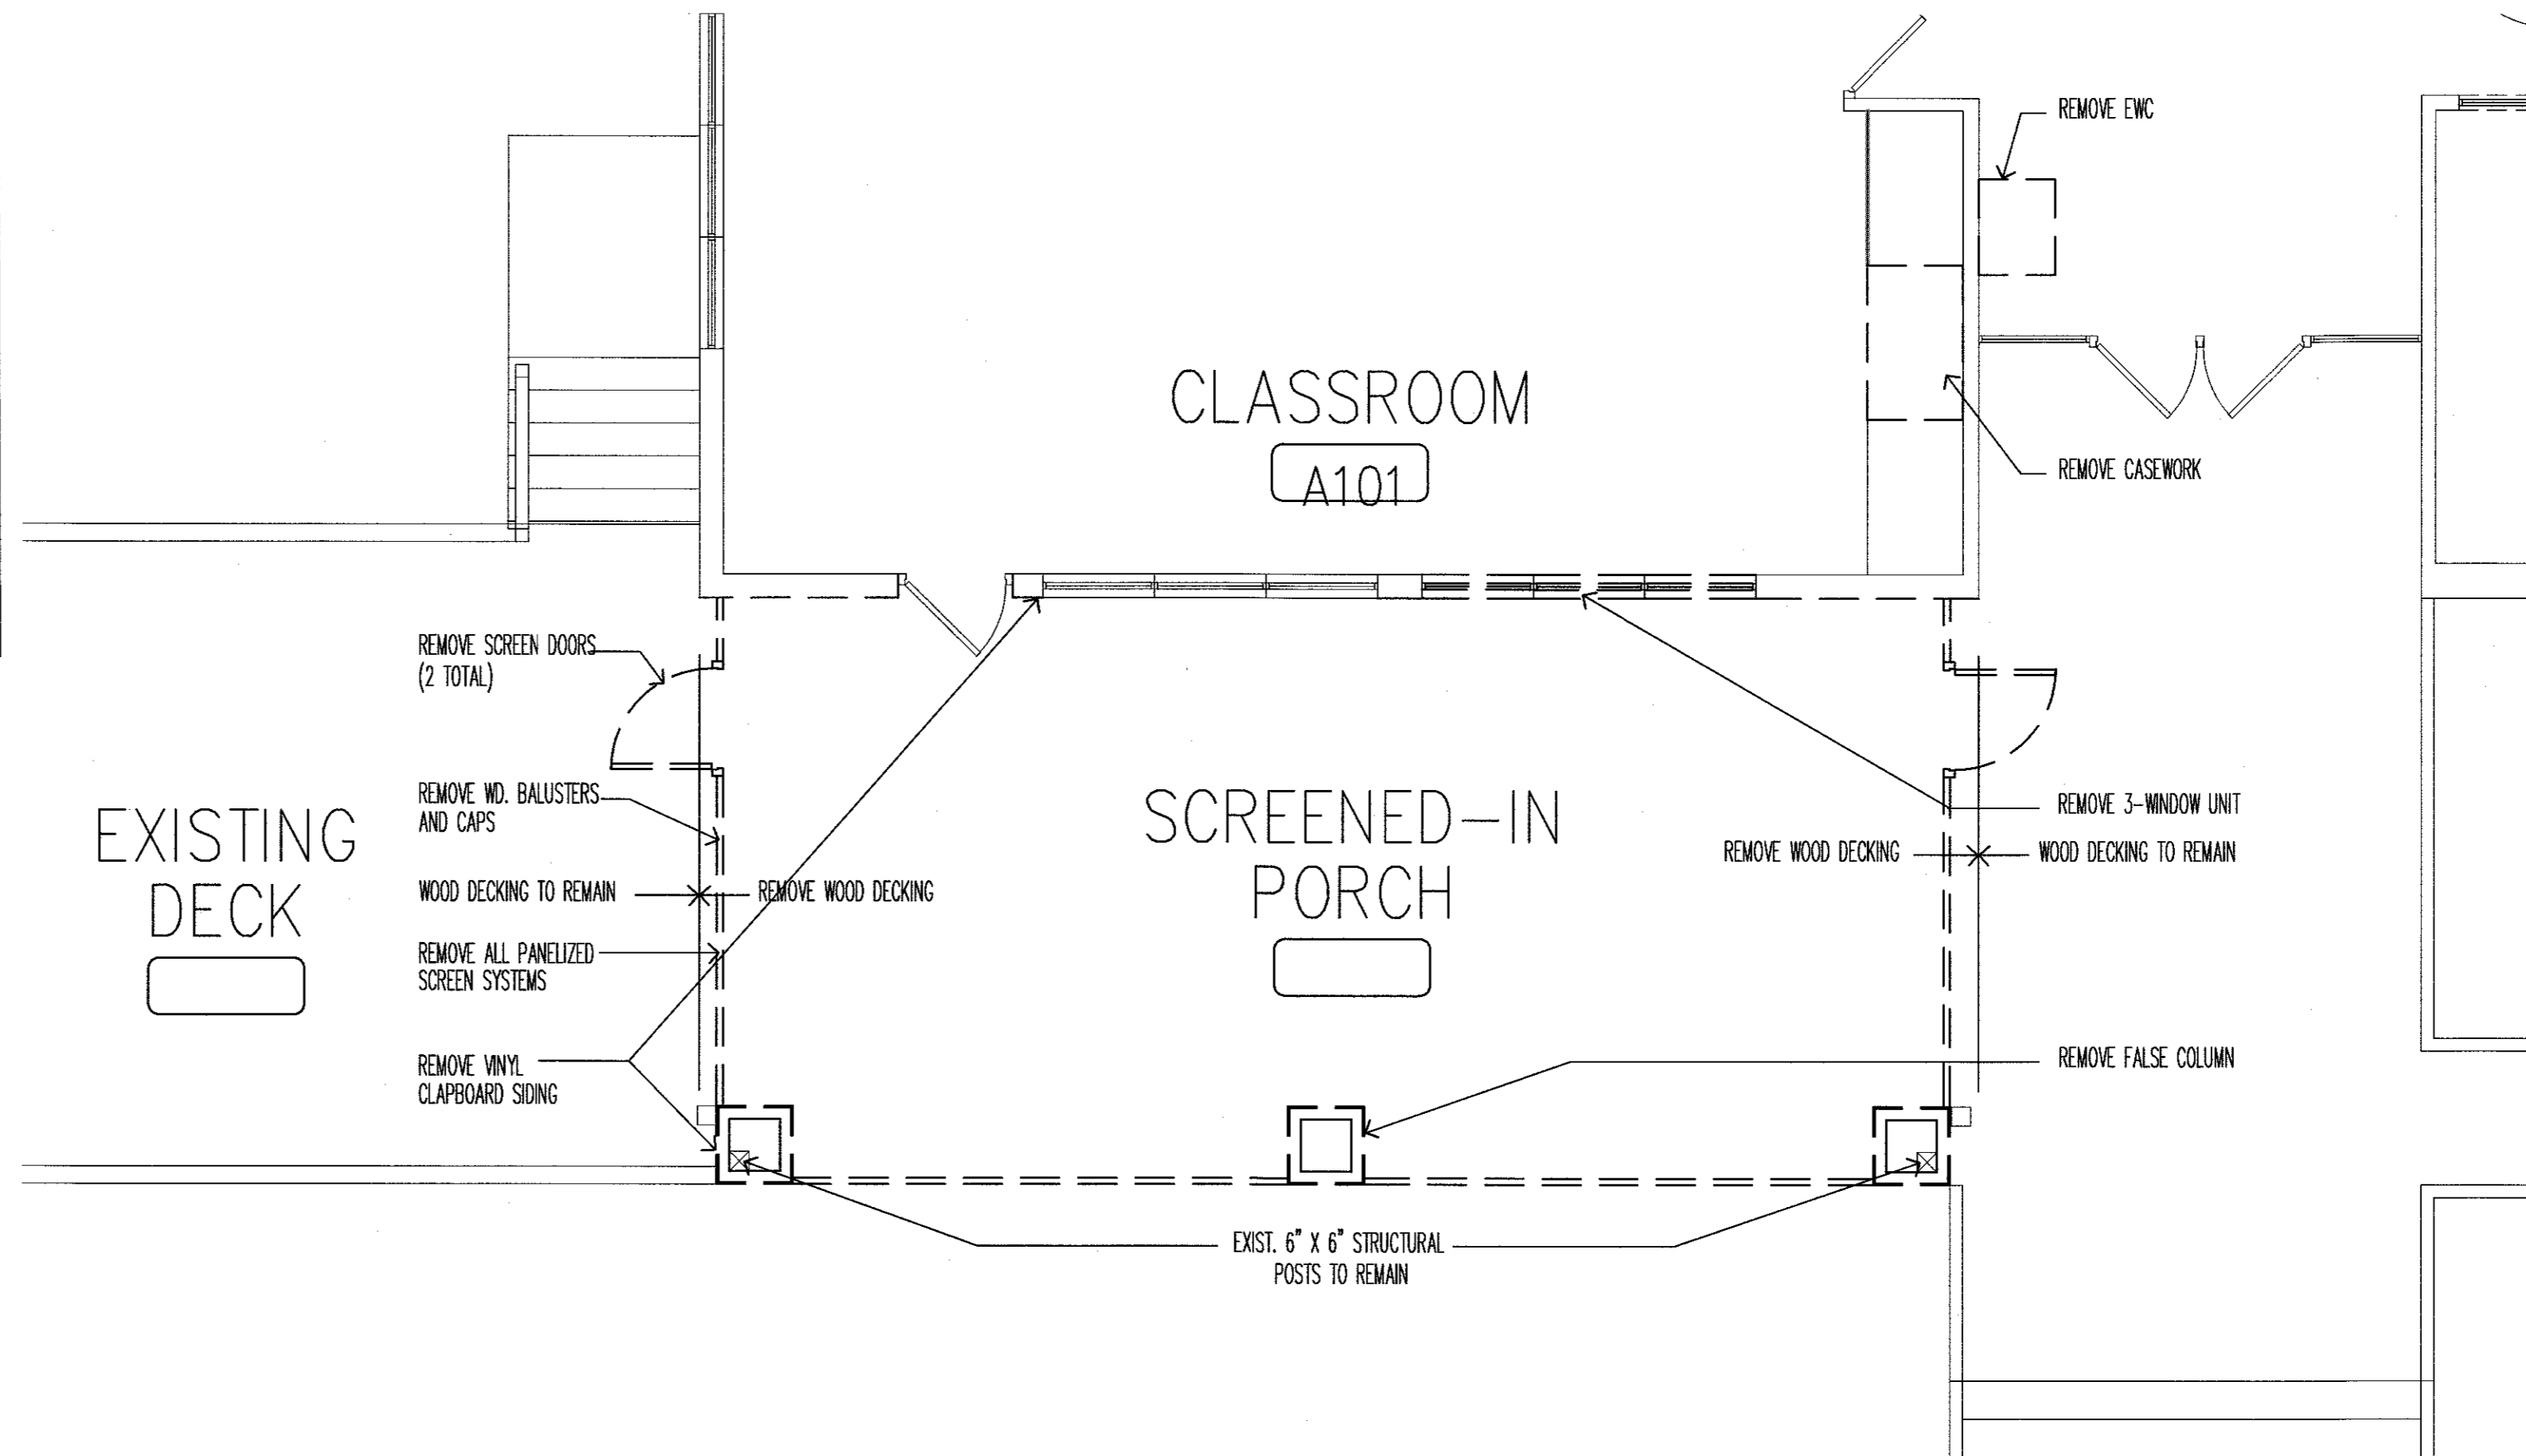 REMOVE EWC
CLASSROOM
A101
REMOVE CASEWORK
REMOVE SCREEN DOORS
(2 TOTAL)
REMOVE WD. BALUSTERS
AND CAPS
EXISTING
DECK
WOOD DECKING TO REMAIN
REMOVE WOOD DECKING
REMOVE ALL PANELIZED
SCREEN SYSTEMS
REMOVE VINYL
CLAPBOARD SIDING
SCREENED-IN
PORCH
REMOVE 3-WINDOW UNIT
REMOVE WOOD DECKING
WOOD DECKING TO REMAIN
REMOVE FALSE COLUMN
EXIST. 6" X 6" STRUCTURAL
POSTS TO REMAIN